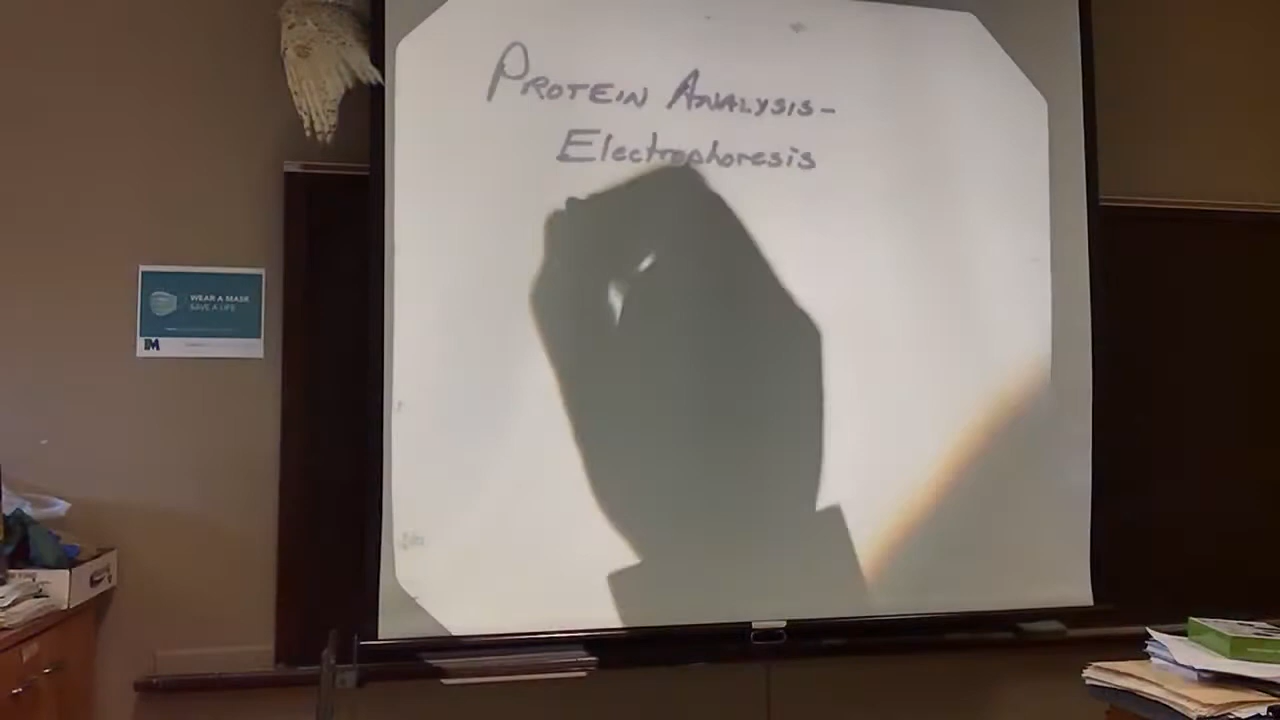 PROTEIN ANALYSIS-
Electrophoresis
WEAR A MASK
SAVE A LIFE
M